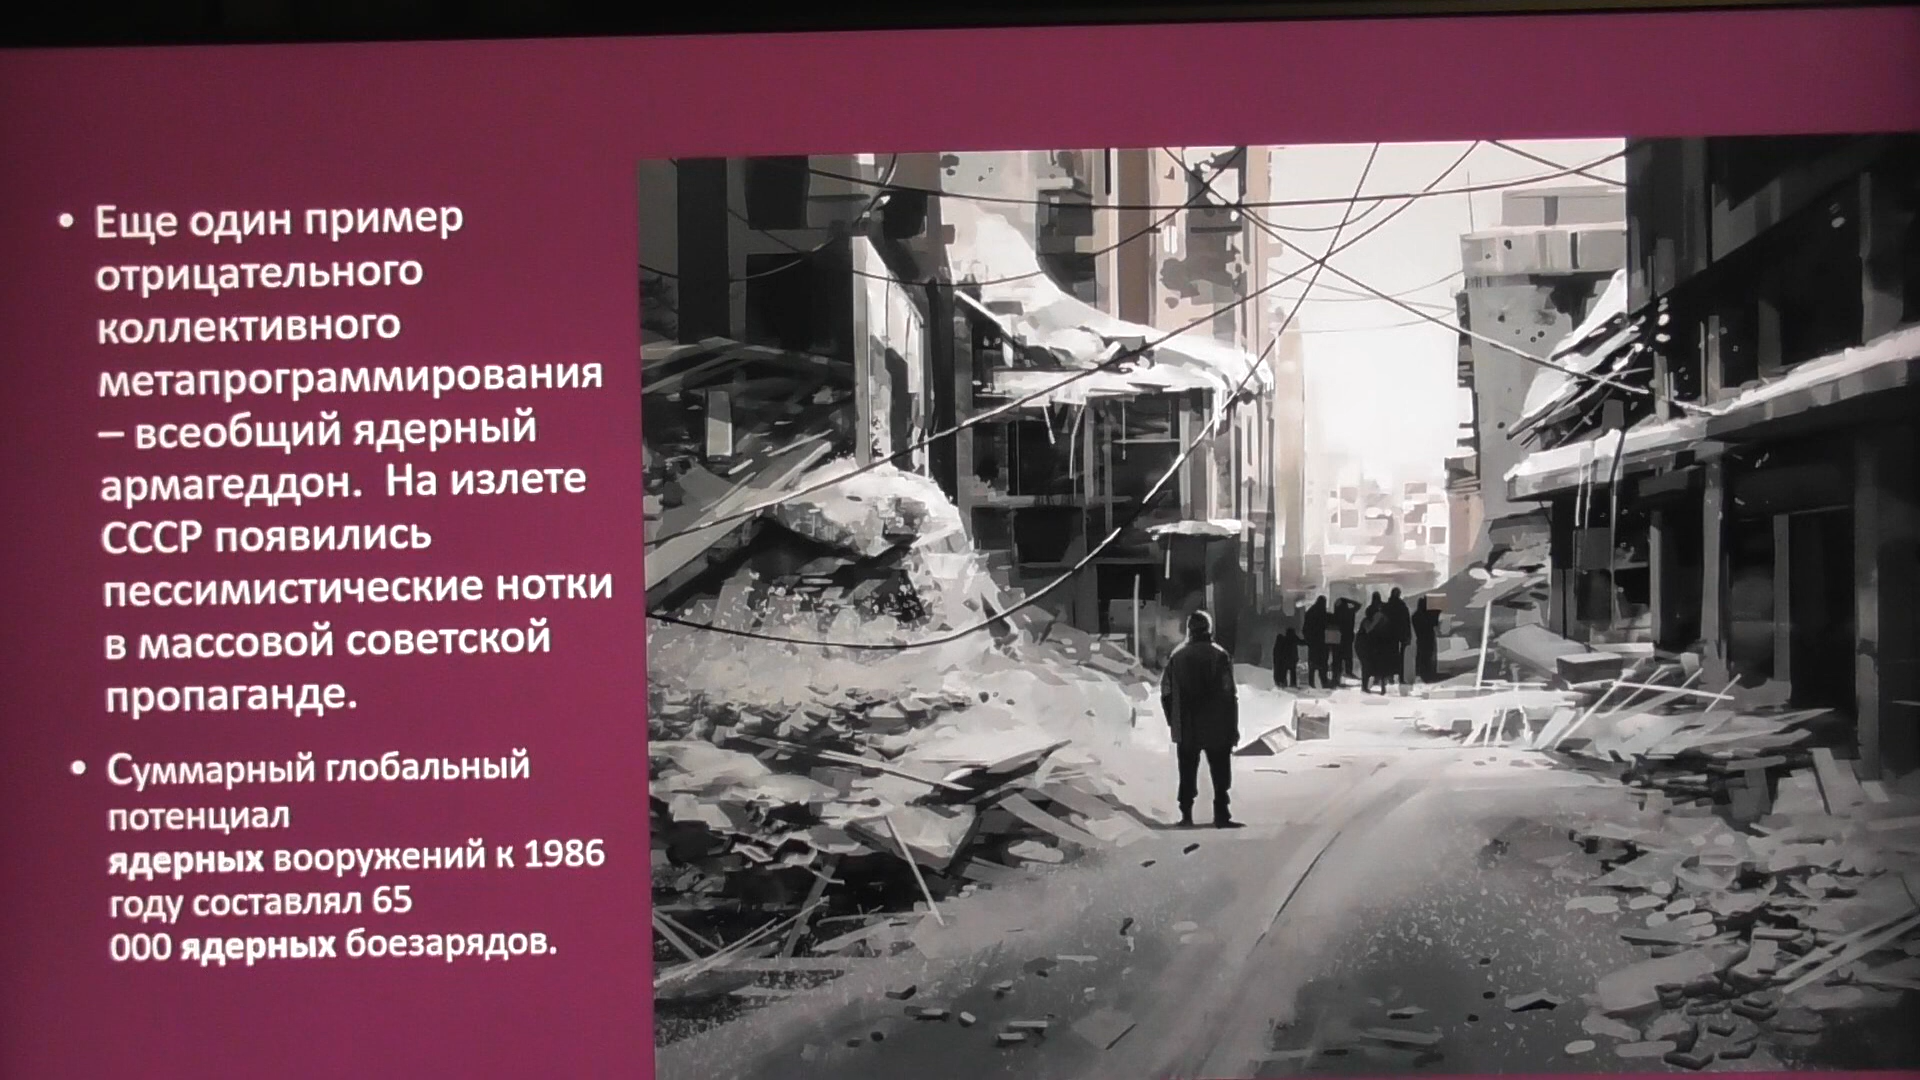 • Еще один пример
отрицательного
коллективного
метапрограммирования
– всеобщий ядерный
армагеддон. На излете
СССР появились
пессимистические нотки
в массовой советской
пропаганде.
• Суммарный глобальный
потенциал
ядерных вооружений к 1986
году составлял 65
000 ядерных боезарядов.